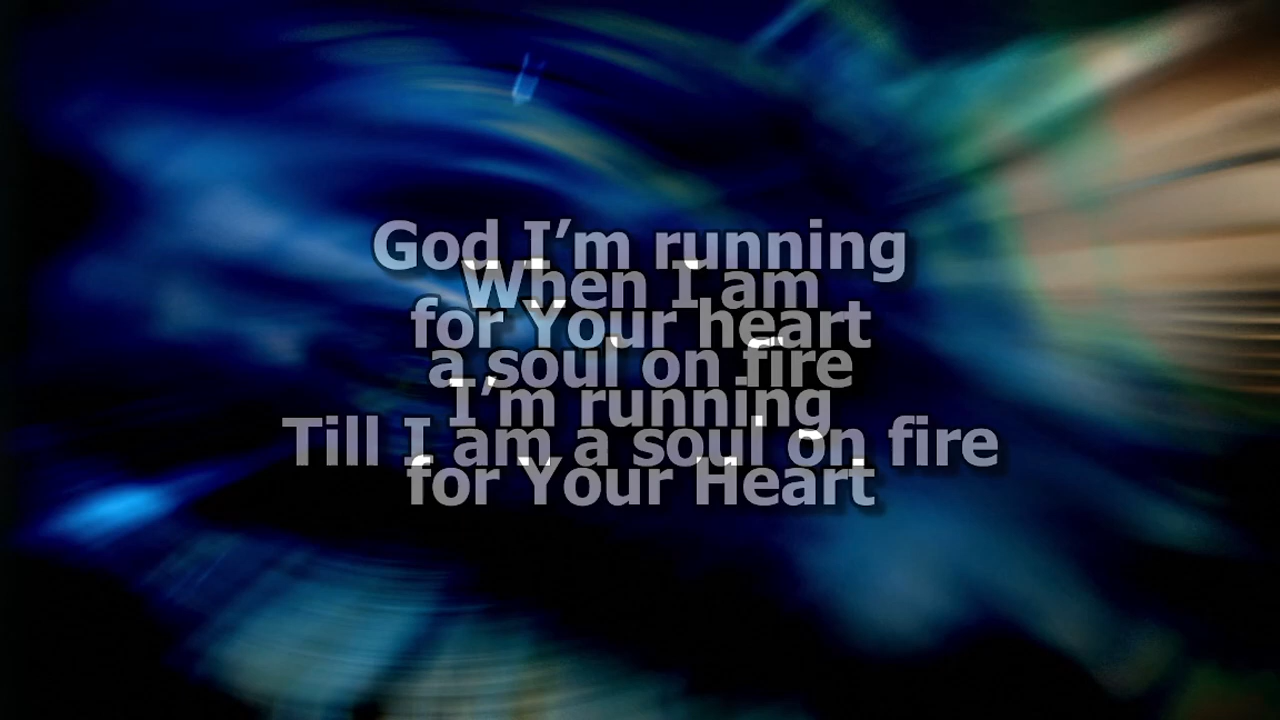 God I’m running
When I am
for Your heart
a soul on fire
I’m running
Till I am a soul on fire
for Your Heart